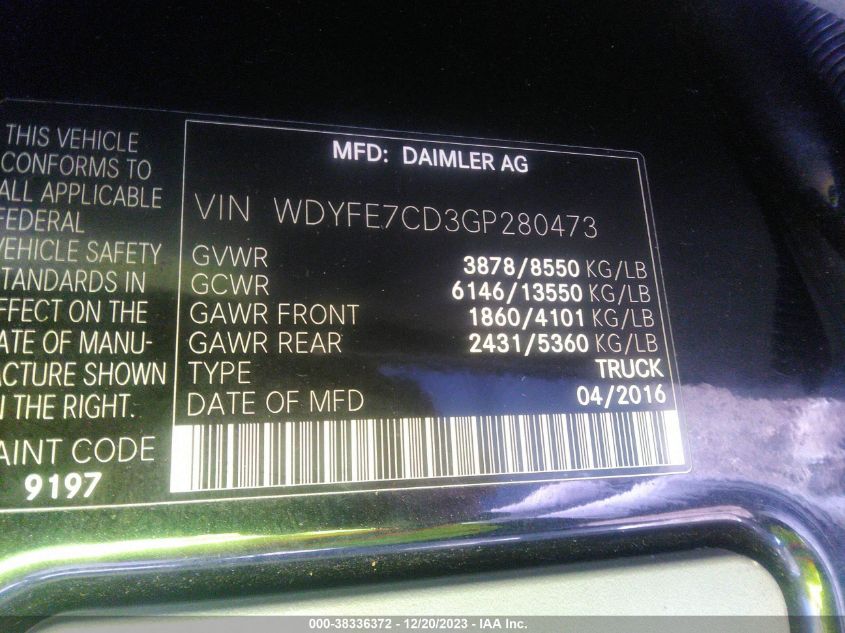 THIS VEHICLE
CONFORMS TO
ALL APPLICABLE
FEDERAL
VEHICLE SAFETY
STANDARDS IN
EFFECT ON THE
DATE OF MANU-
FACTURE SHOWN
IN THE RIGHT.
PAINT CODE
9197
MFD: DAIMLER AG
VIN WDYFE7CD3GP280473
GVWR 3878/8550 KG/LB
GCWR 6146/13550 KG/LB
GAWR FRONT 1860/4101 KG/LB
GAWR REAR 2431/5360 KG/LB
TYPE TRUCK
DATE OF MFD 04/2016
000-38336372 - 12/20/2023 - IAA Inc.